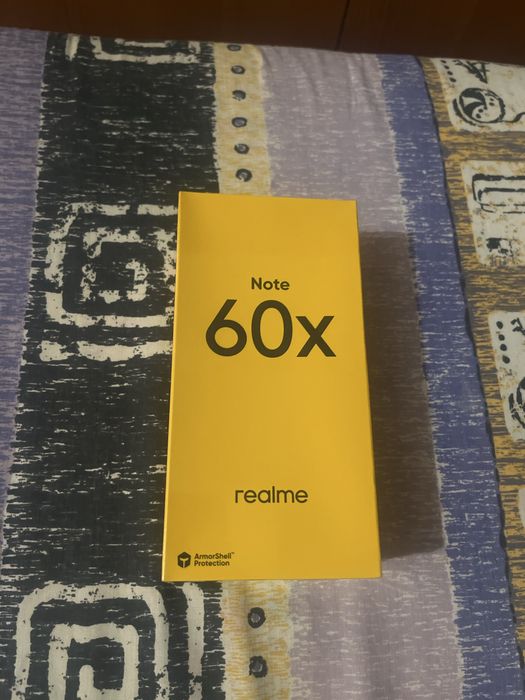 Note
60x
realme
ArmorShell™
Protection